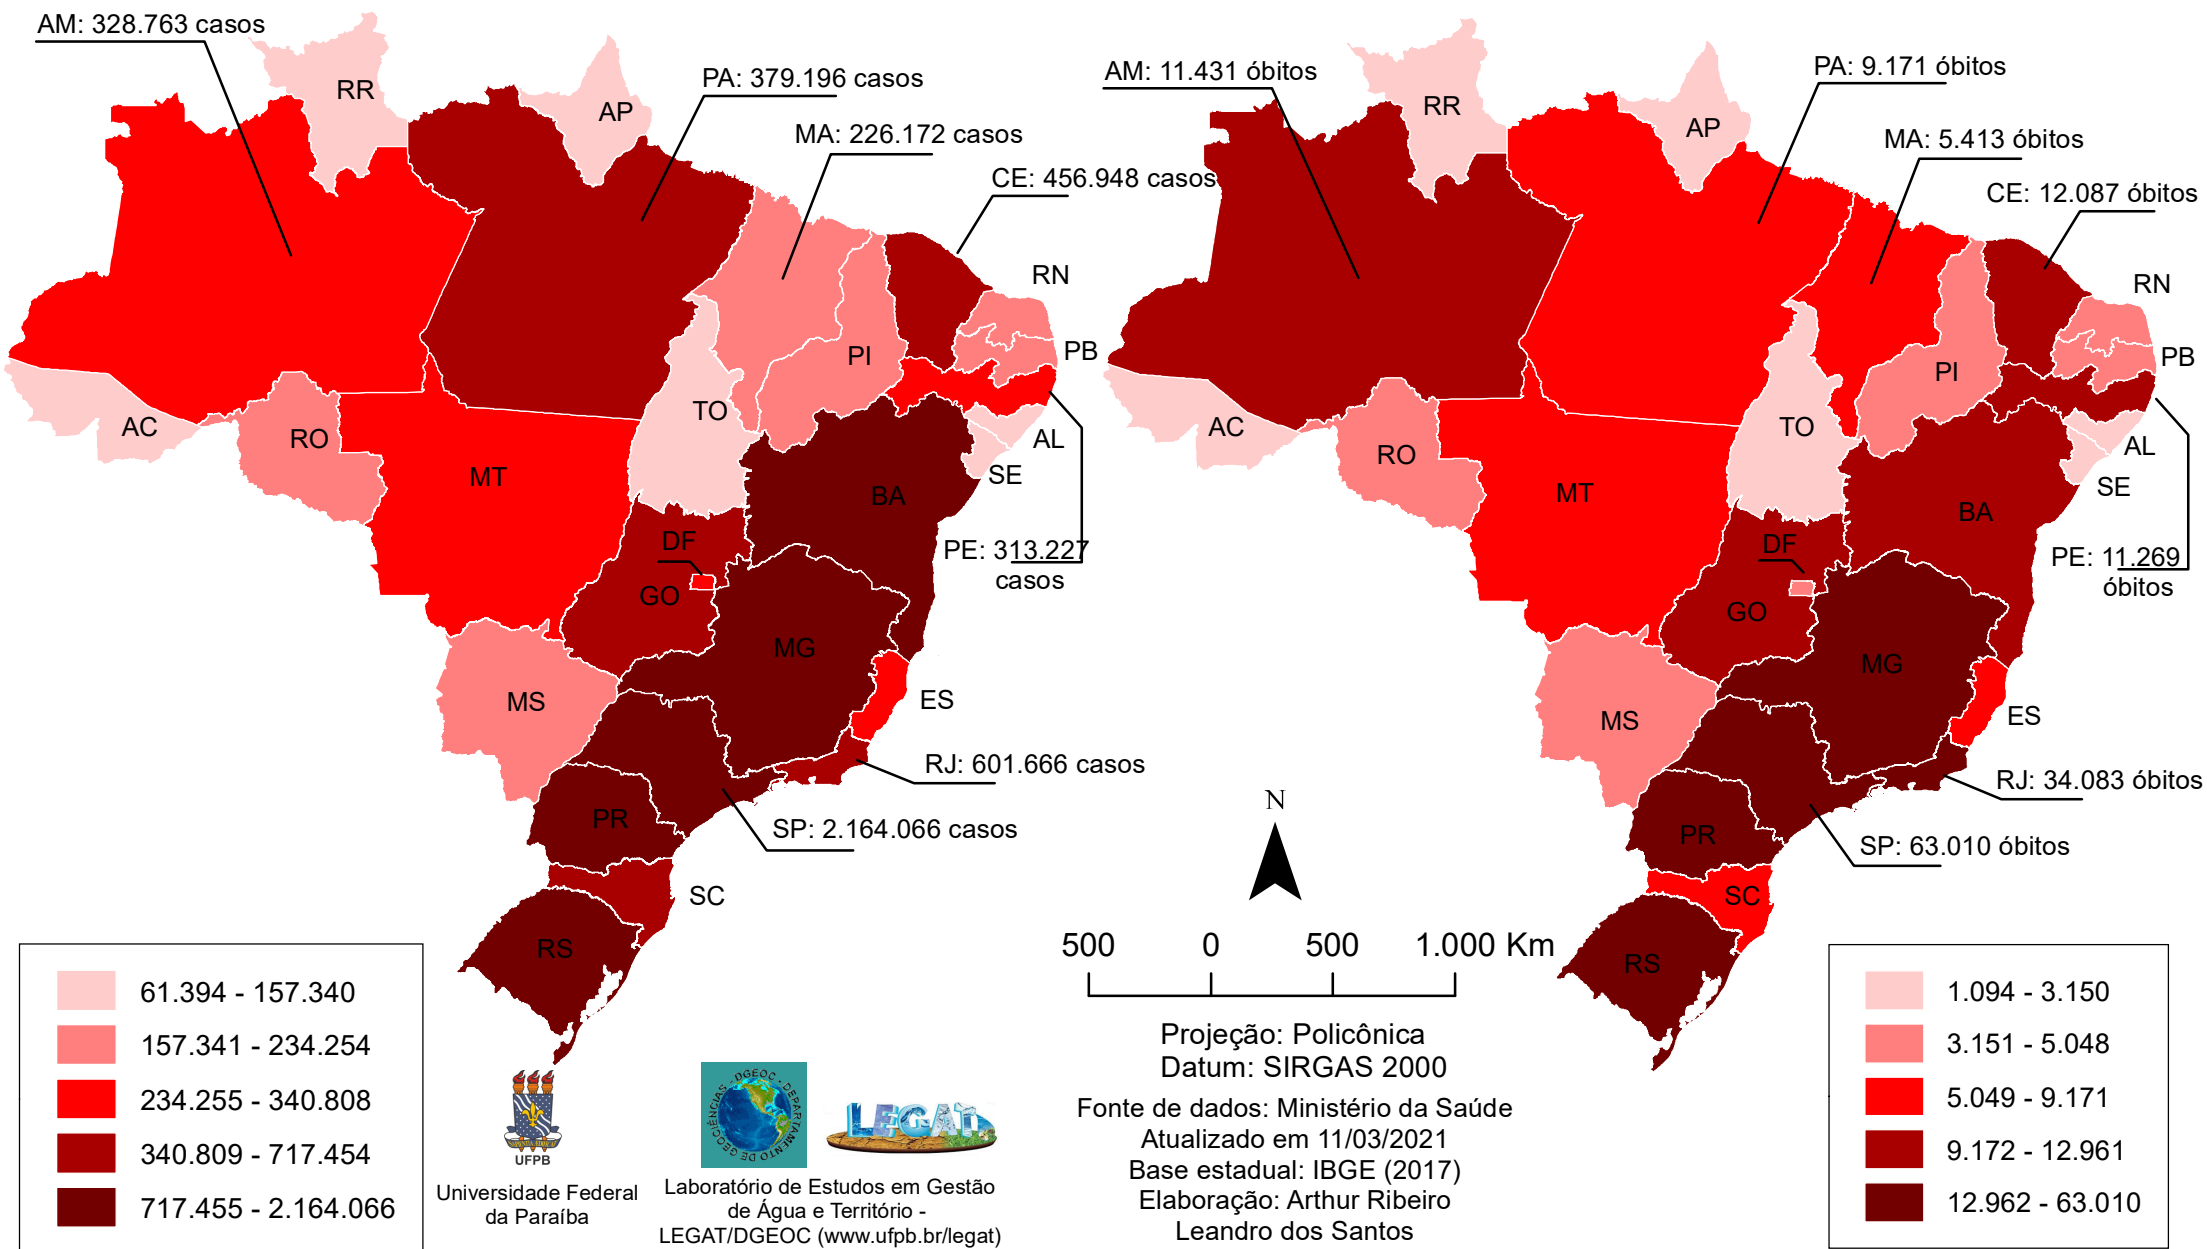 AM: 328.763 casos
RR
AP
PA: 379.196 casos
MA: 226.172 casos
CE: 456.948 casos
RN
PB
PI
TO
AC
RO
MT
AL
SE
BA
DF
PE: 313.227
casos
GO
MG
MS
ES
RJ: 601.666 casos
SP: 2.164.066 casos
PR
SC
RS
61.394 - 157.340
157.341 - 234.254
234.255 - 340.808
340.809 - 717.454
717.455 - 2.164.066
AM: 11.431 óbitos
RR
AP
PA: 9.171 óbitos
MA: 5.413 óbitos
CE: 12.087 óbitos
RN
PB
PI
TO
AC
RO
MT
AL
SE
BA
DF
PE: 11.269
óbitos
GO
MG
MS
ES
RJ: 34.083 óbitos
SP: 63.010 óbitos
PR
SC
RS
1.094 - 3.150
3.151 - 5.048
5.049 - 9.171
9.172 - 12.961
12.962 - 63.010
N
500 0 500 1.000 Km
Projeção: Policônica
Datum: SIRGAS 2000
Fonte de dados: Ministério da Saúde
Atualizado em 11/03/2021
Base estadual: IBGE (2017)
Elaboração: Arthur Ribeiro
Leandro dos Santos
UFPB
Universidade Federal
da Paraíba
DGEOC - DEPARTAMENTO DE GEOCIÊNCIAS
LEGAT
Laboratório de Estudos em Gestão
de Água e Território -
LEGAT/DGEOC (www.ufpb.br/legat)